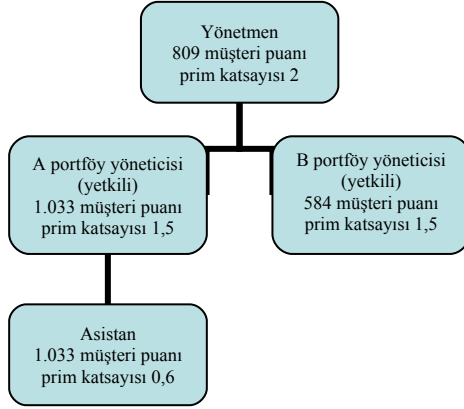 Yönetmen
809 müşteri puanı
prim katsayısı 2
A portföy yöneticisi
(yetkili)
1.033 müşteri puanı
prim katsayısı 1,5
B portföy yöneticisi
(yetkili)
584 müşteri puanı
prim katsayısı 1,5
Asistan
1.033 müşteri puanı
prim katsayısı 0,6